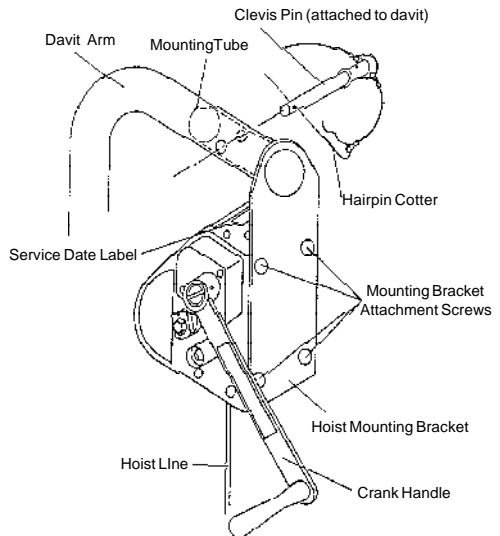 Clevis Pin (attached to davit)
Davit Arm
MountingTube
Hairpin Cotter
Service Date Label
Mounting Bracket
Attachment Screws
Hoist Mounting Bracket
Hoist LIne
Crank Handle